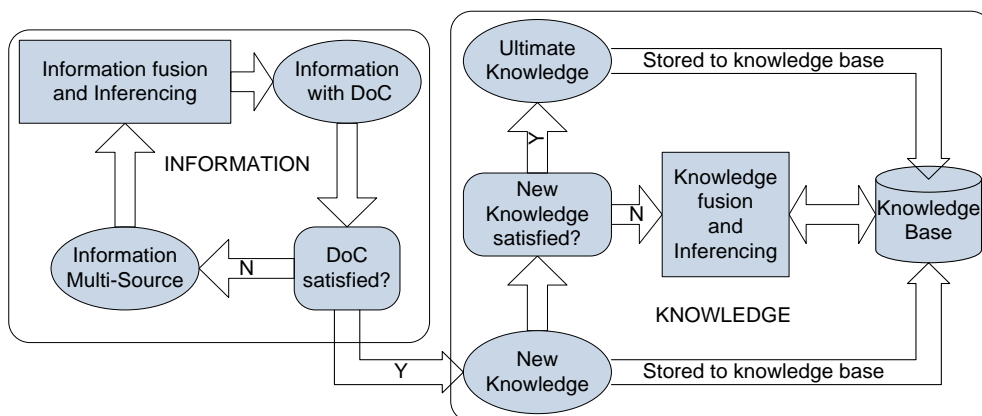 Information fusion
and Inferencing
Information
with DoC
INFORMATION
Information
Multi-Source
N
DoC
satisfied?
Y
Ultimate
Knowledge
Stored to knowledge base
Y
New
Knowledge
satisfied?
N
Knowledge
fusion
and
Inferencing
Knowledge
Base
KNOWLEDGE
New
Knowledge
Stored to knowledge base